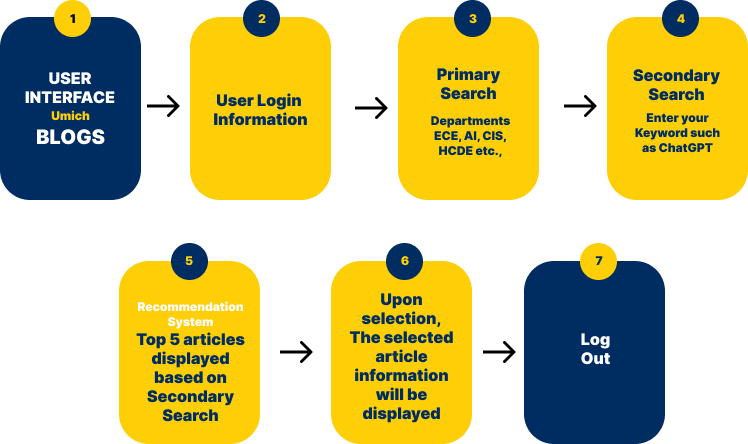 1
USER
INTERFACE
Umich
BLOGS
2
User Login
Information
3
Primary
Search
Departments
ECE, AI, CIS,
HCDE etc.,
4
Secondary
Search
Enter your
Keyword such
as ChatGPT
5
Recommendation
System
Top 5 articles
displayed
based on
Secondary
Search
6
Upon
selection,
The selected
article
information
will be
displayed
7
Log
Out